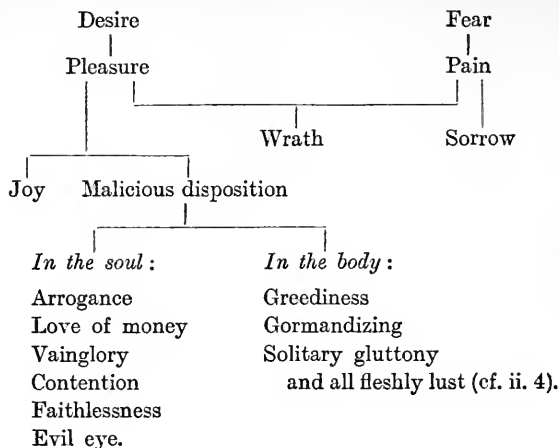 Desire Fear
Pleasure Pain
Wrath Sorrow
Joy Malicious disposition
In the soul: In the body:
Arrogance Greediness
Love of money Gormandizing
Vainglory Solitary gluttony
Contention and all fleshly lust (cf. ii. 4).
Faithlessness
Evil eye.